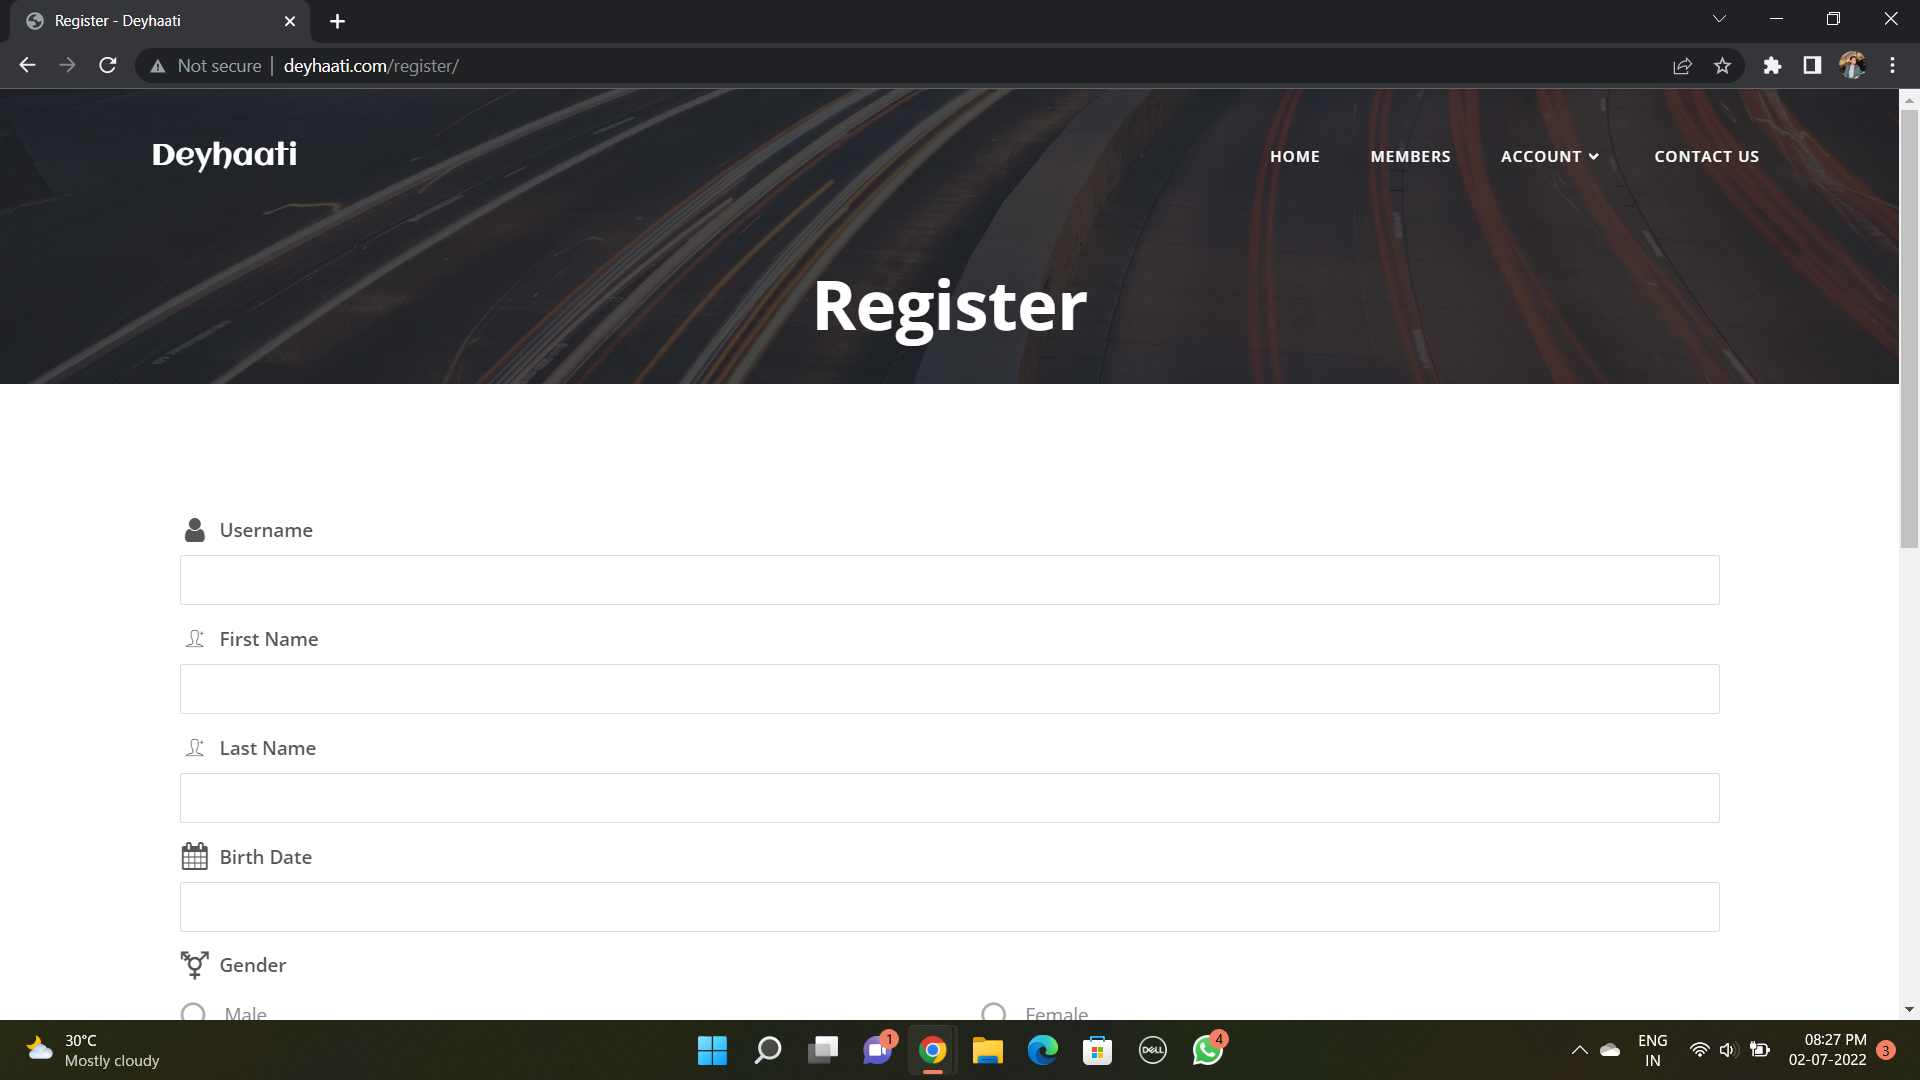 Register - Deyhaati
Not secure | deyhaati.com/register/
Deyhaati
HOME MEMBERS ACCOUNT CONTACT US
Register
Username
First Name
Last Name
Birth Date
Gender
Male Female
30°C
Mostly cloudy
1
DELL
4
ENG
IN
08:27 PM
02-07-2022
3